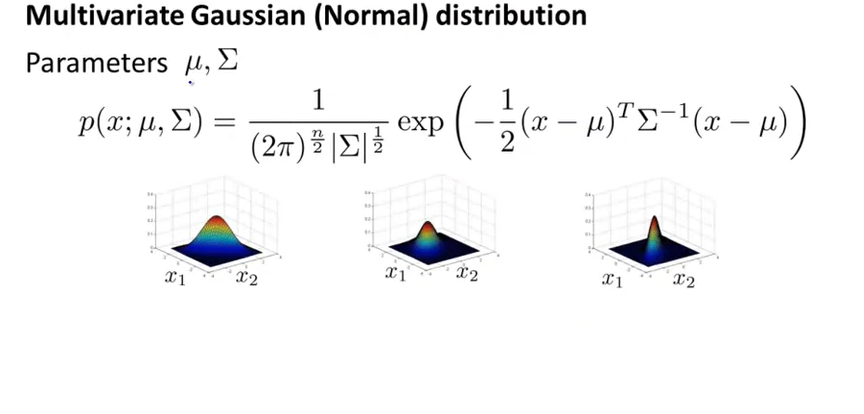 Multivariate Gaussian (Normal) distribution
Parameters μ, Σ
p(x; μ, Σ) = 1 / ((2π)^(n/2) |Σ|^(1/2)) exp(−1/2 (x − μ)^T Σ^−1 (x − μ))
x1 x2 x1 x2 x1 x2